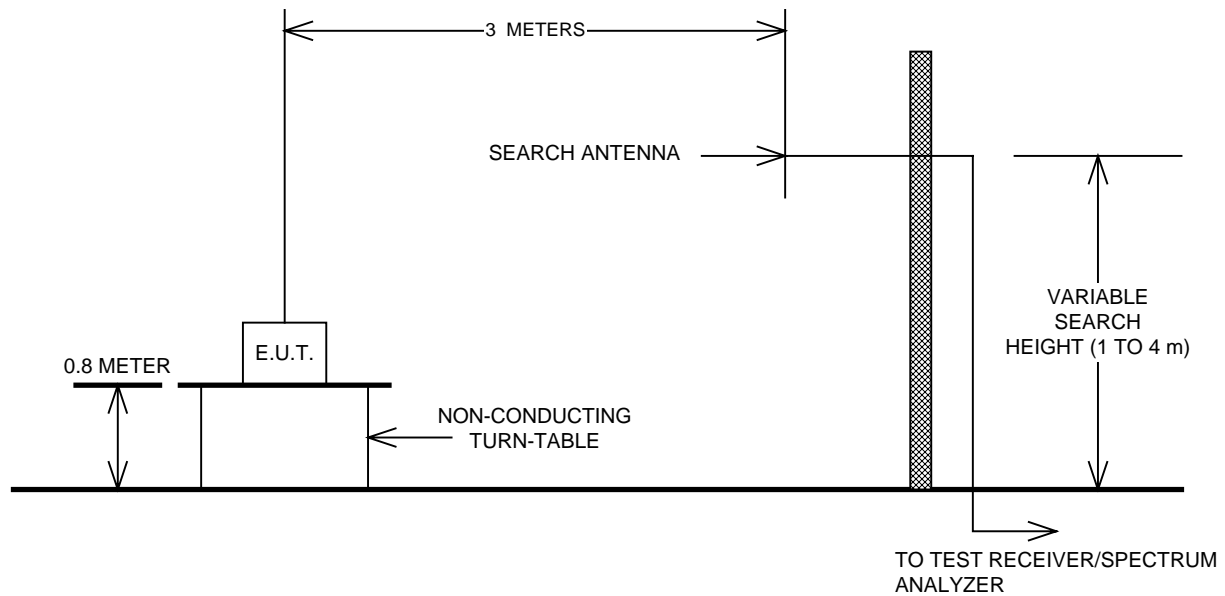 3 METERS
SEARCH ANTENNA
VARIABLE
SEARCH
HEIGHT (1 TO 4 m)
E.U.T.
0.8 METER
NON-CONDUCTING
TURN-TABLE
TO TEST RECEIVER/SPECTRUM
ANALYZER